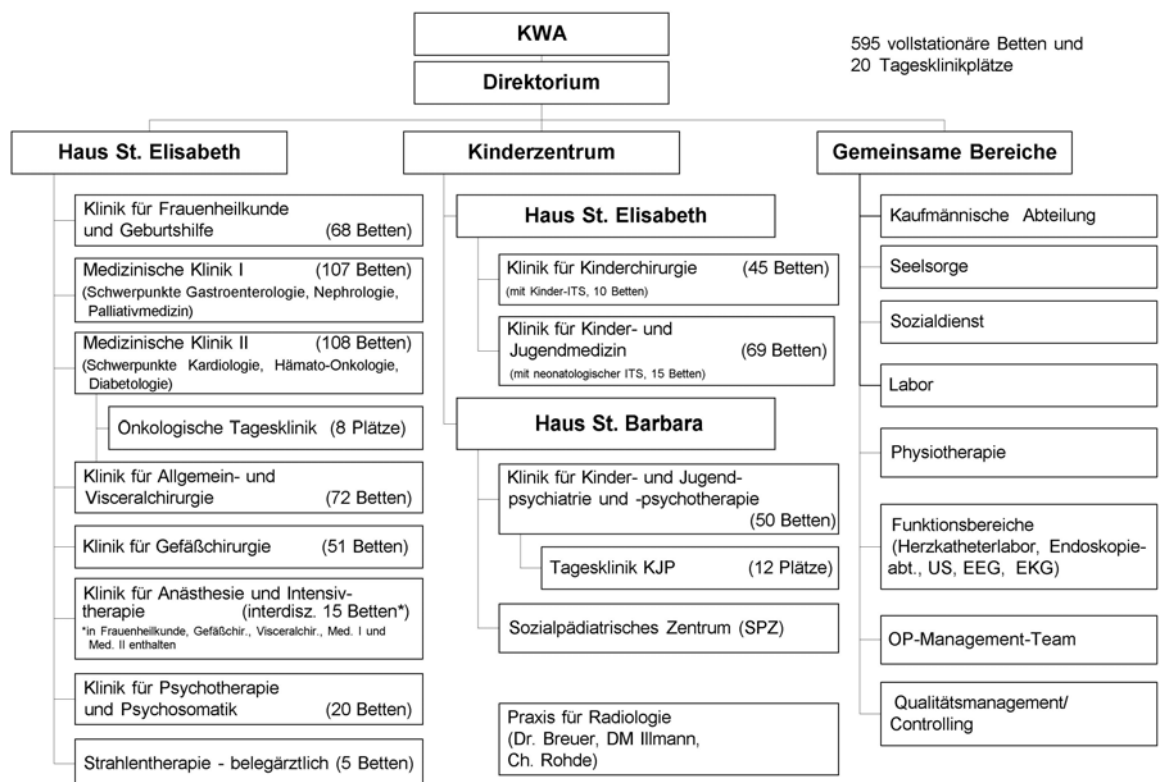 KWA
595 vollstationäre Betten und
20 Tagesklinikplätze
Direktorium
Haus St. Elisabeth
Klinik für Frauenheilkunde
und Geburtshilfe (68 Betten)
Medizinische Klinik I (107 Betten)
(Schwerpunkte Gastroenterologie, Nephrologie,
Palliativmedizin)
Medizinische Klinik II (108 Betten)
(Schwerpunkte Kardiologie, Hämato-Onkologie,
Diabetologie)
Onkologische Tagesklinik (8 Plätze)
Klinik für Allgemein- und
Visceralchirurgie (72 Betten)
Klinik für Gefäßchirurgie (51 Betten)
Klinik für Anästhesie und Intensiv-
therapie (interdisz. 15 Betten*)
*in Frauenheilkunde, Gefäßchir., Visceralchir., Med. I und
Med. II enthalten
Klinik für Psychotherapie
und Psychosomatik (20 Betten)
Strahlentherapie - belegärztlich (5 Betten)
Kinderzentrum
Haus St. Elisabeth
Klinik für Kinderchirurgie (45 Betten)
(mit Kinder-ITS, 10 Betten)
Klinik für Kinder- und
Jugendmedizin (69 Betten)
(mit neonatologischer ITS, 15 Betten)
Haus St. Barbara
Klinik für Kinder- und Jugend-
psychiatrie und -psychotherapie
(50 Betten)
Tagesklinik KJP (12 Plätze)
Sozialpädiatrisches Zentrum (SPZ)
Praxis für Radiologie
(Dr. Breuer, DM Illmann,
Ch. Rohde)
Gemeinsame Bereiche
Kaufmännische Abteilung
Seelsorge
Sozialdienst
Labor
Physiotherapie
Funktionsbereiche
(Herzkatheterlabor, Endoskopie-
abt., US, EEG, EKG)
OP-Management-Team
Qualitätsmanagement/
Controlling